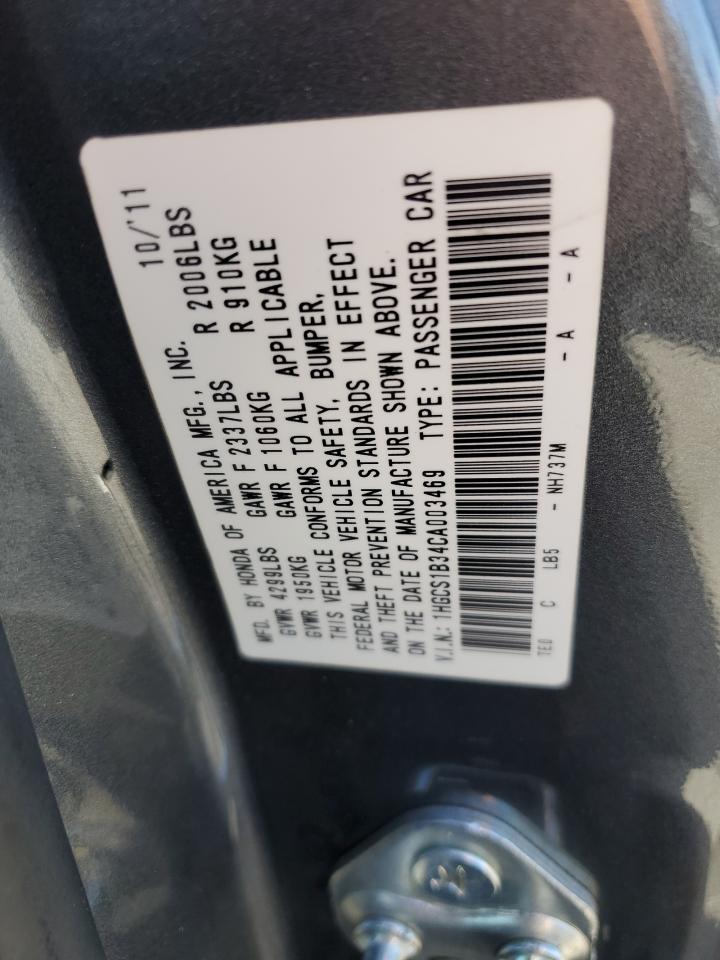 MFD. BY HONDA OF AMERICA MFG., INC. 10/'11
GVWR 4299LBS GAWR F 2337LBS R 2006LBS
GVWR 1950KG GAWR F 1060KG R 910KG
THIS VEHICLE CONFORMS TO ALL APPLICABLE
FEDERAL MOTOR VEHICLE SAFETY, BUMPER,
AND THEFT PREVENTION STANDARDS IN EFFECT
ON THE DATE OF MANUFACTURE SHOWN ABOVE.
V.I.N.: 1HGCS1B34CA003469 TYPE: PASSENGER CAR
TE0 C LB5 - NH737M - A - A